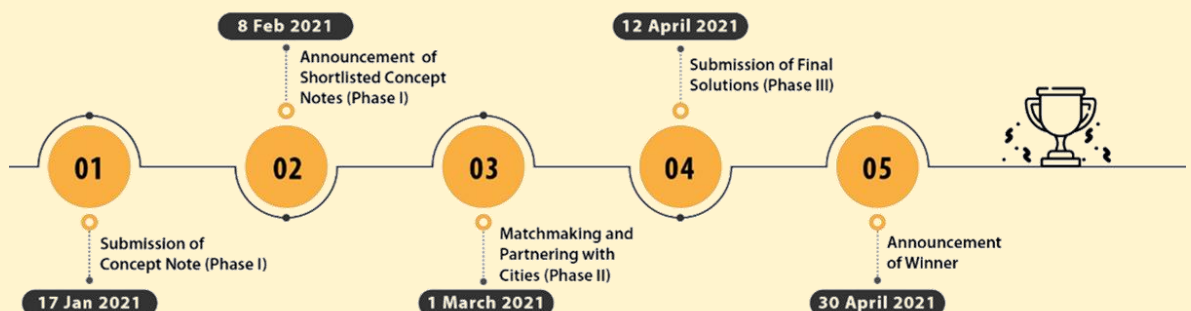 8 Feb 2021
Announcement of
Shortlisted Concept
Notes (Phase I)
12 April 2021
Submission of Final
Solutions (Phase III)
01
02
03
04
05
Submission of
Concept Note (Phase I)
17 Jan 2021
Matchmaking and
Partnering with
Cities (Phase II)
1 March 2021
Announcement
of Winner
30 April 2021